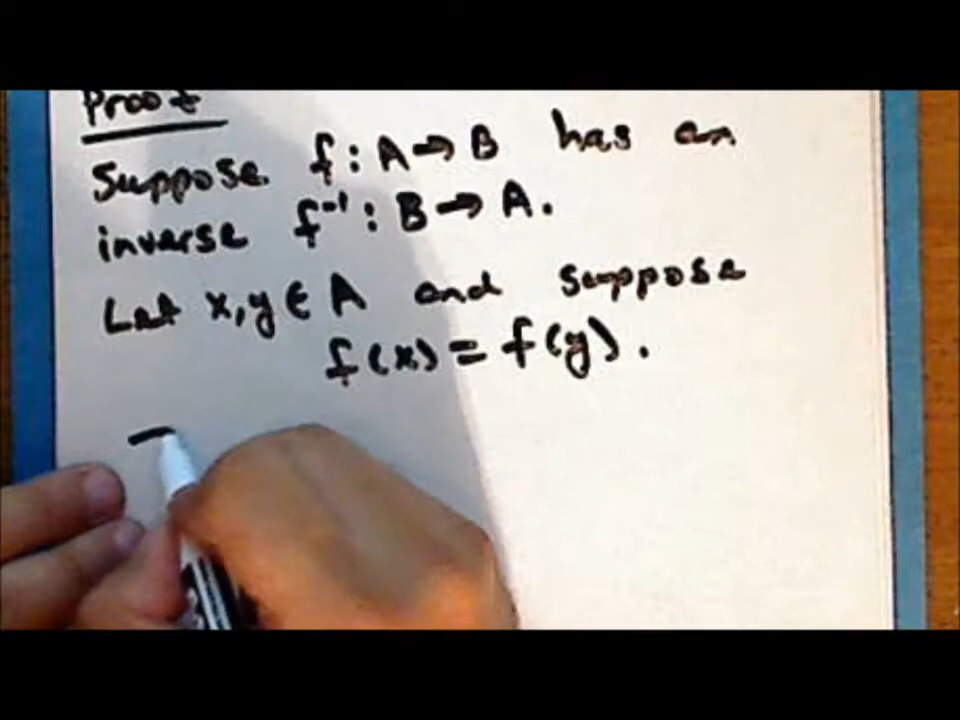 Proof
Suppose f : A → B has an
inverse f⁻¹ : B → A.
Let x, y ∈ A and suppose
f(x) = f(y).